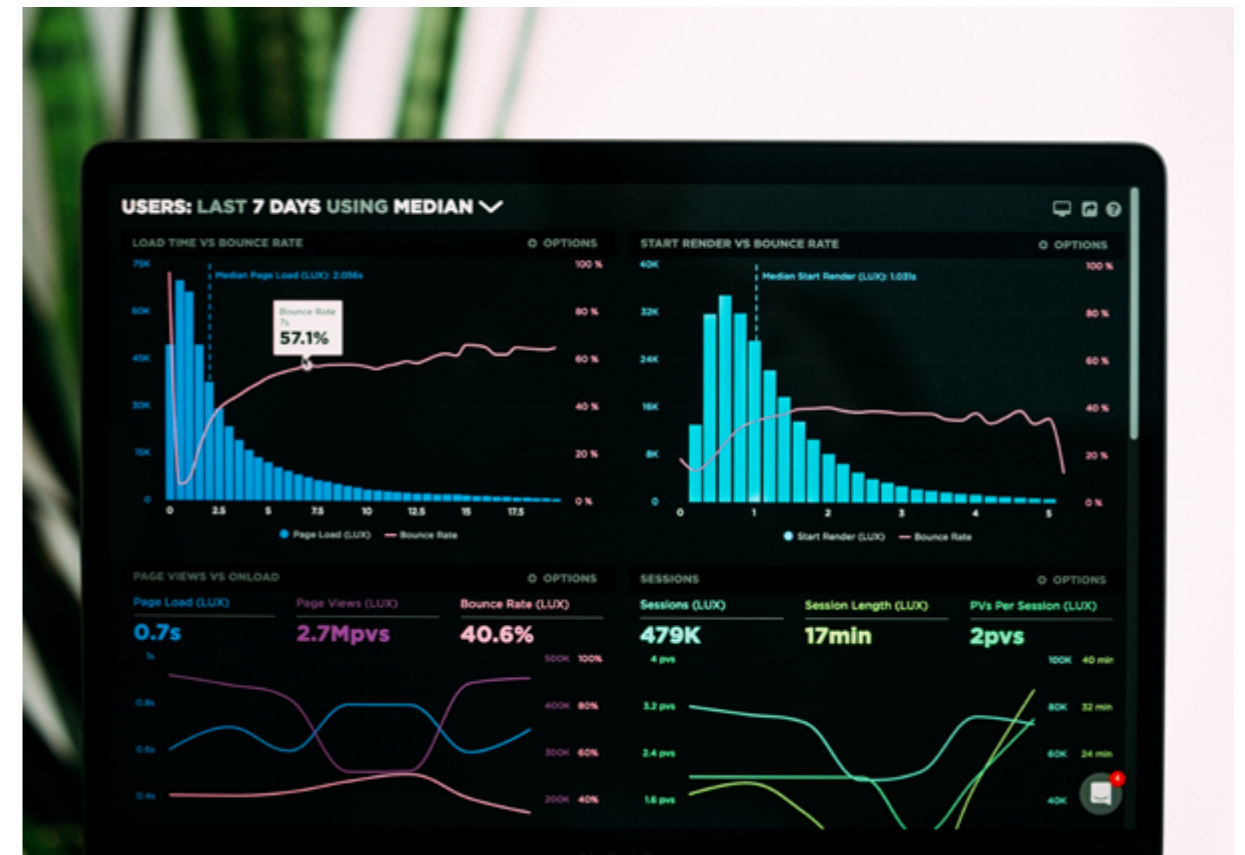 USERS: LAST 7 DAYS USING MEDIAN
LOAD TIME VS BOUNCE RATE
OPTIONS
75K
60K
45K
30K
15K
0
Median Page Load (LUX): 2.056s
Bounce Rate
7s
57.1%
100 %
80 %
60 %
40 %
20 %
0 %
0 2.5 5 7.5 10 12.5 15 17.5
Page Load (LUX) Bounce Rate
START RENDER VS BOUNCE RATE
OPTIONS
40K
32K
24K
16K
8K
0
Median Start Render (LUX): 1.031s
100 %
80 %
60 %
40 %
20 %
0 %
0 1 2 3 4 5
Start Render (LUX) Bounce Rate
PAGE VIEWS VS ONLOAD
OPTIONS
Page Load (LUX) Page Views (LUX) Bounce Rate (LUX)
0.7s 2.7Mpvs 40.6%
1s 500K 100%
0.8s 400K 80%
0.6s 300K 60%
0.4s 200K 40%
SESSIONS
OPTIONS
Sessions (LUX) Session Length (LUX) PVs Per Session (LUX)
479K 17min 2pvs
4 pvs 100K 40 min
3.2 pvs 80K 32 min
2.4 pvs 60K 24 min
1.6 pvs 40K
4